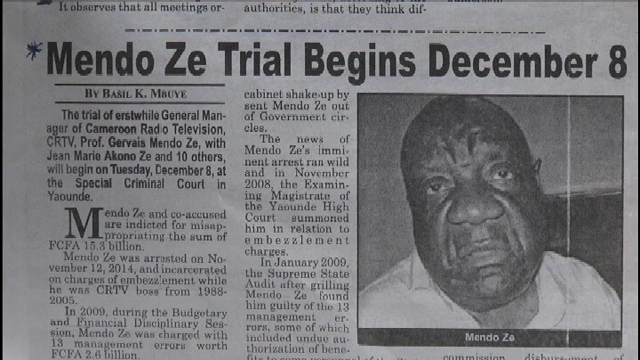 It observes that all meetings or-
authorities, is that they think dif-
* Mendo Ze Trial Begins December 8
BY BASIL K. MBUYE
The trial of erstwhile General Man-
ager of Cameroon Radio Television,
CRTV, Prof. Gervais Mendo Ze, with
Jean Marie Akono Ze and 10 others,
will begin on Tuesday, December 8, at
the Special Criminal Court in
Yaounde.
Mendo Ze and co-accused
are indicted for misap-
propriating the sum of
FCFA 15.3 billion.
Mendo Ze was arrested on
November 12, 2014, and incarcerated
on charges of embezzlement while
he was CRTV boss from 1988-
2005.
In 2009, during the Budgetary
and Financial Disciplinary Ses-
sion, Mendo Ze was charged with
13 management errors worth
FCFA 2.6 billion.
cabinet shake-up by
sent Mendo Ze out
of Government cir-
cles.
The news of
Mendo Ze's immi-
nent arrest ran wild
and in November
2008, the Examin-
ing Magistrate of
the Yaounde High
Court summoned
him in relation to
embezzlement
charges.
In January 2009,
the Supreme State
Audit after grilling
Mendo Ze found
him guilty of the 13
management er-
rors, some of which
included undue au-
thorization of bene-
Mendo Ze
commission disbursement of